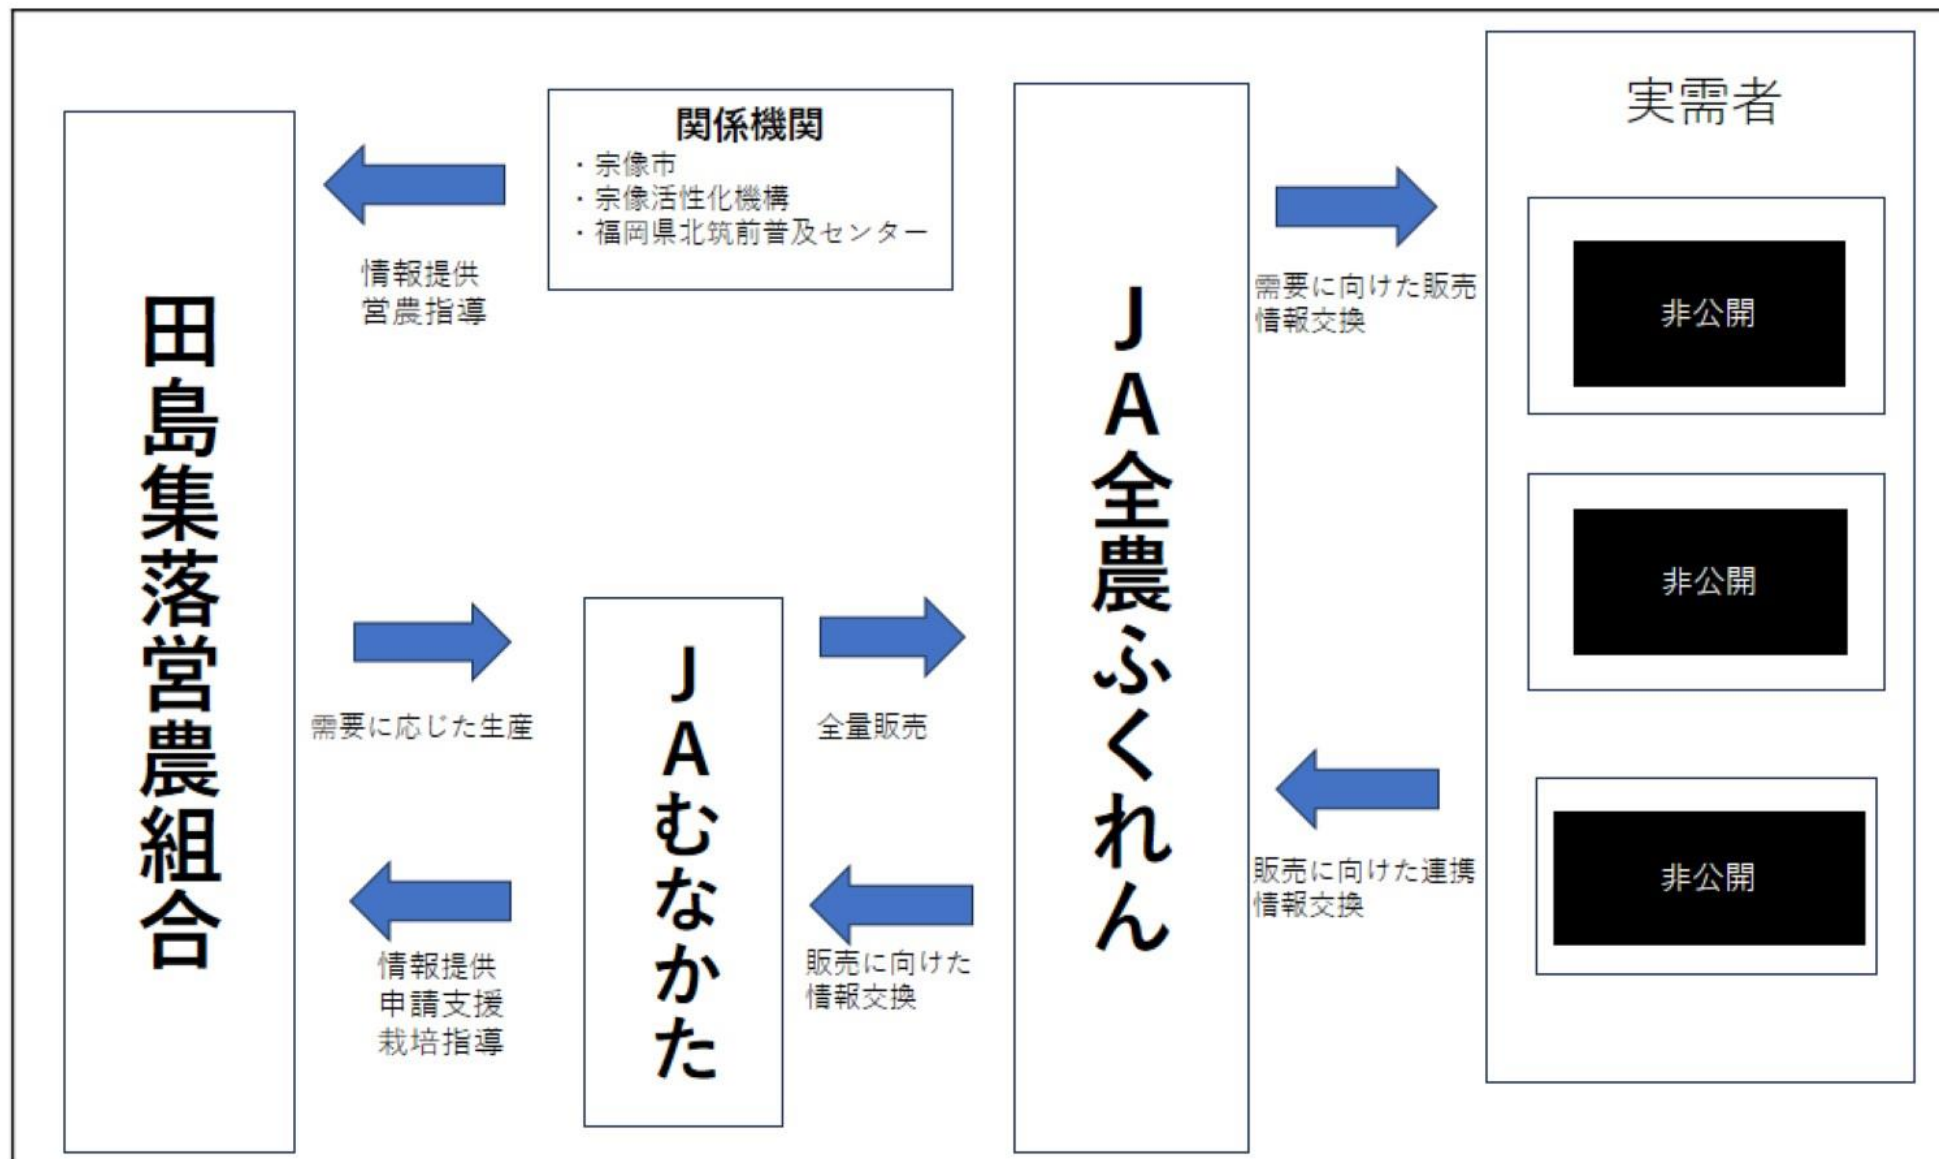 田島集落営農組合
関係機関
・宗像市
・宗像活性化機構
・福岡県北筑前普及センター
情報提供
営農指導
需要に応じた生産
情報提供
申請支援
栽培指導
JAむなかた
全量販売
販売に向けた
情報交換
JA全農ふくれん
需要に向けた販売
情報交換
販売に向けた連携
情報交換
実需者
非公開
非公開
非公開